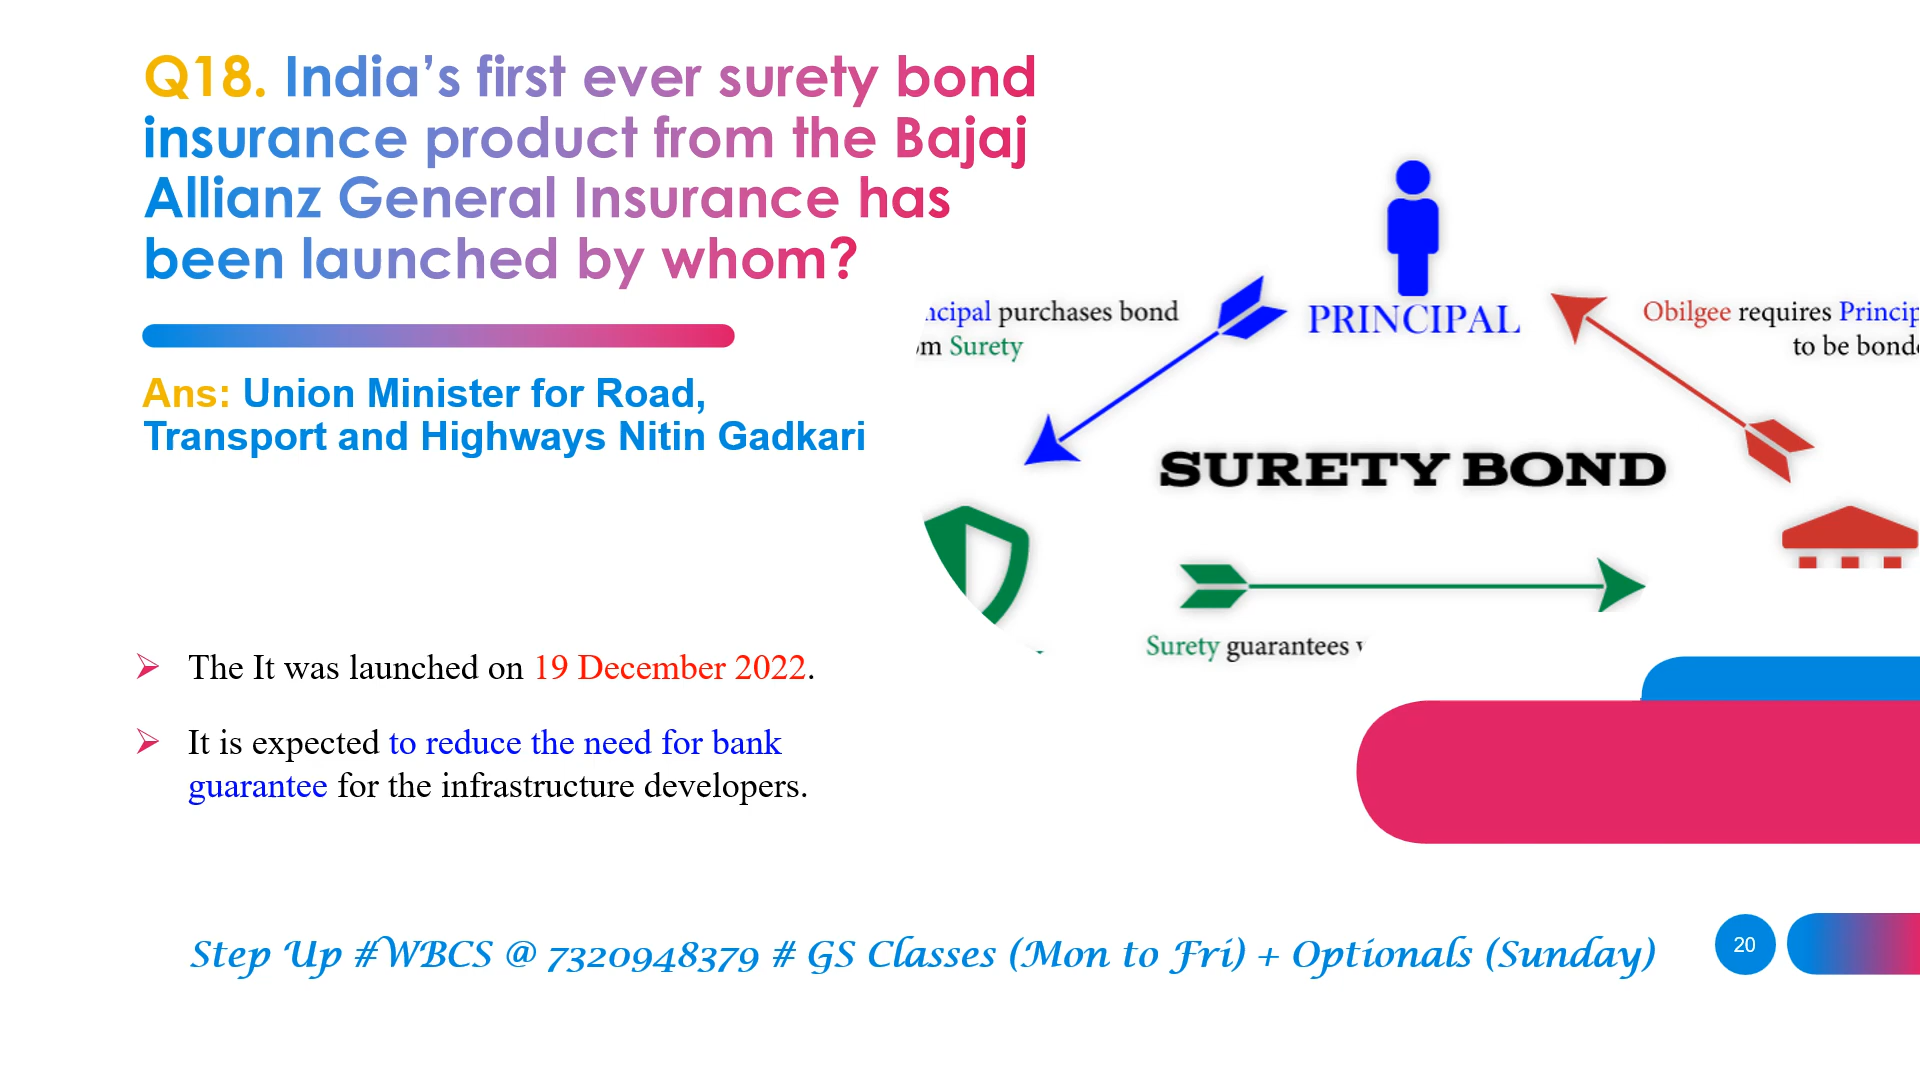 Q18. India’s first ever surety bond
insurance product from the Bajaj
Allianz General Insurance has
been launched by whom?
Ans: Union Minister for Road,
Transport and Highways Nitin Gadkari
The It was launched on 19 December 2022.
It is expected to reduce the need for bank
guarantee for the infrastructure developers.
PRINCIPAL
purchases bond
Surety
Obilgee requires
to be
SURETY BOND
Surety guarantees
Step Up #WBCS @ 7320948379 # GS Classes (Mon to Fri) + Optionals (Sunday)
20